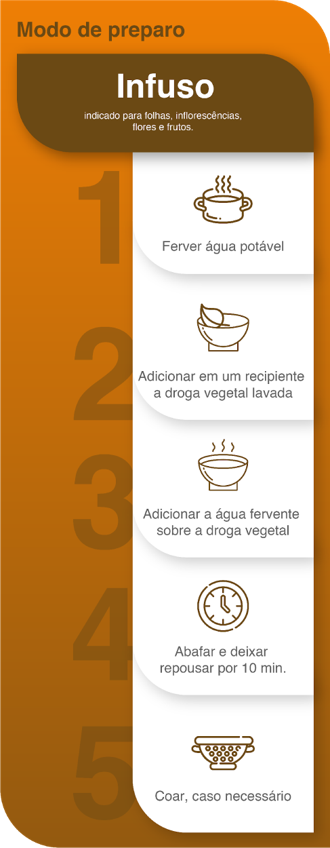 Modo de preparo
Infuso
indicado para folhas, inflorescências,
flores e frutos.
1
Ferver água potável
2
Adicionar em um recipiente
a droga vegetal lavada
3
Adicionar a água fervente
sobre a droga vegetal
4
Abafar e deixar
repousar por 10 min.
5
Coar, caso necessário